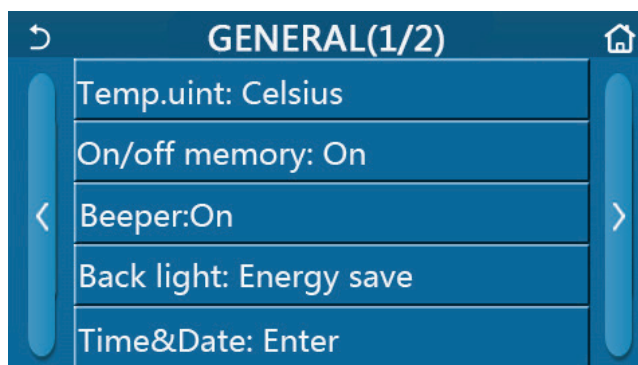 GENERAL(1/2)
Temp.uint: Celsius
On/off memory: On
Beeper:On
Back light: Energy save
Time&Date: Enter